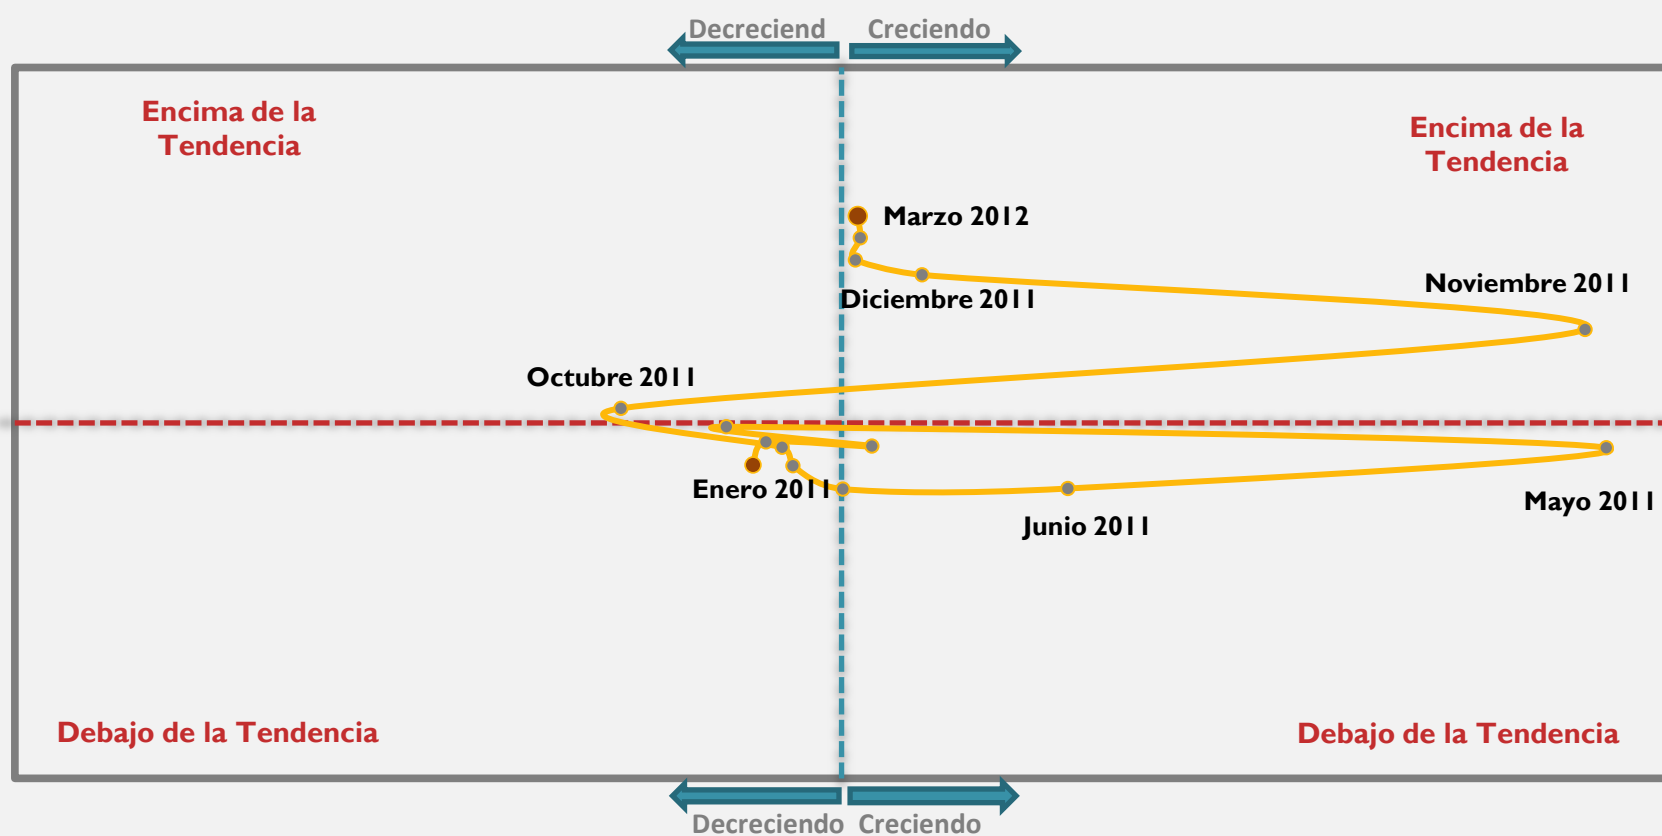 Decreciend
Creciendo
Encima de la
Tendencia
Encima de la
Tendencia
Marzo 2012
Noviembre 2011
Diciembre 2011
Octubre 2011
Enero 2011
Mayo 2011
Junio 2011
Debajo de la Tendencia
Debajo de la Tendencia
Decreciendo
Creciendo